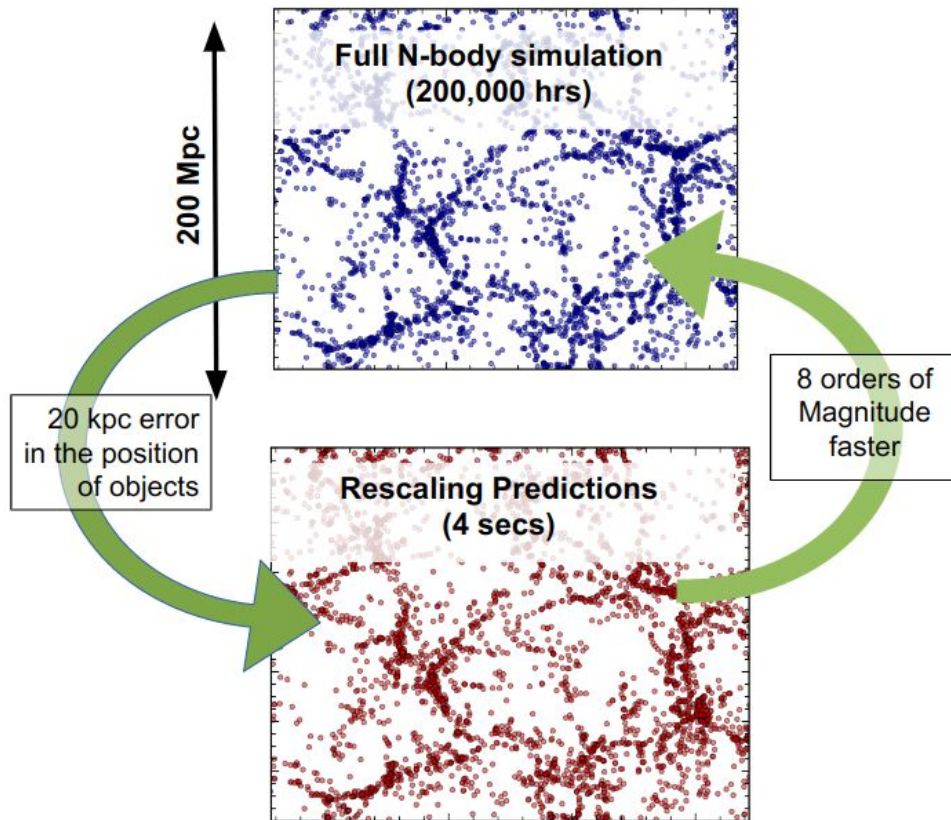 Full N-body simulation
(200,000 hrs)
200 Mpc
20 kpc error
in the position
of objects
8 orders of
Magnitude
faster
Rescaling Predictions
(4 secs)